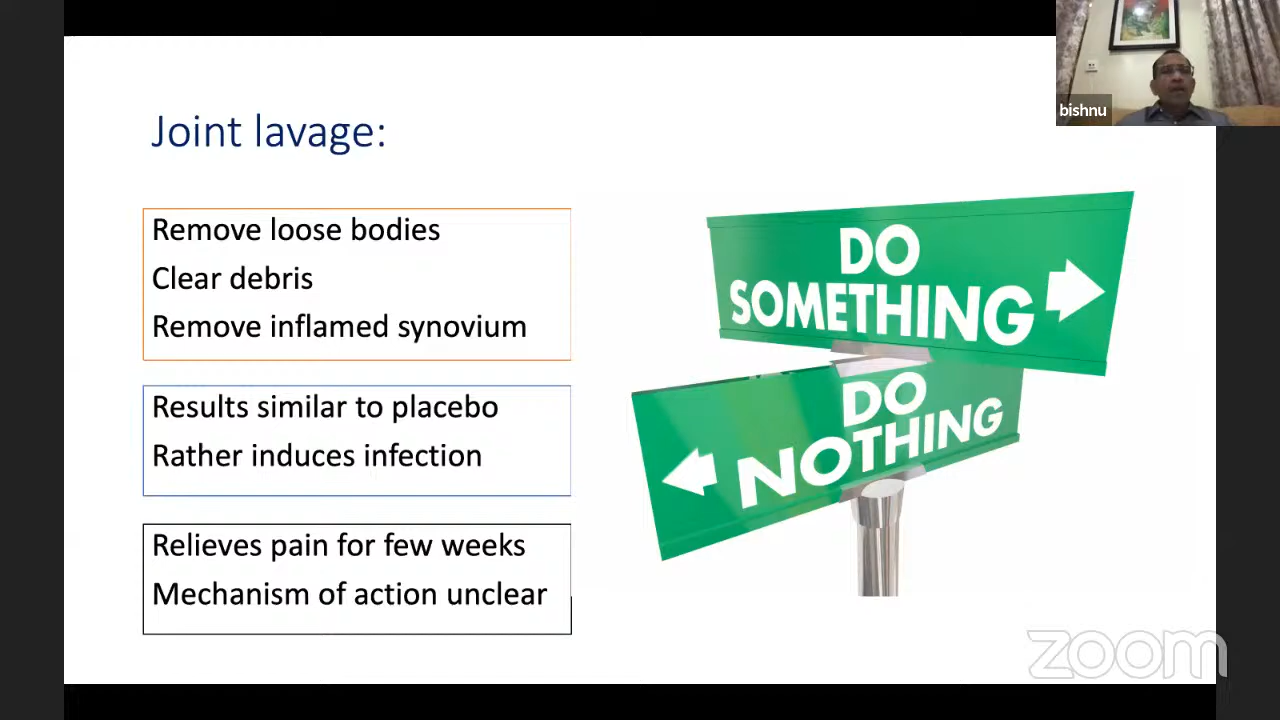 bishnu
Joint lavage:
Remove loose bodies
Clear debris
Remove inflamed synovium
Results similar to placebo
Rather induces infection
Relieves pain for few weeks
Mechanism of action unclear
DO
SOMETHING
DO
NOTHING
zoom